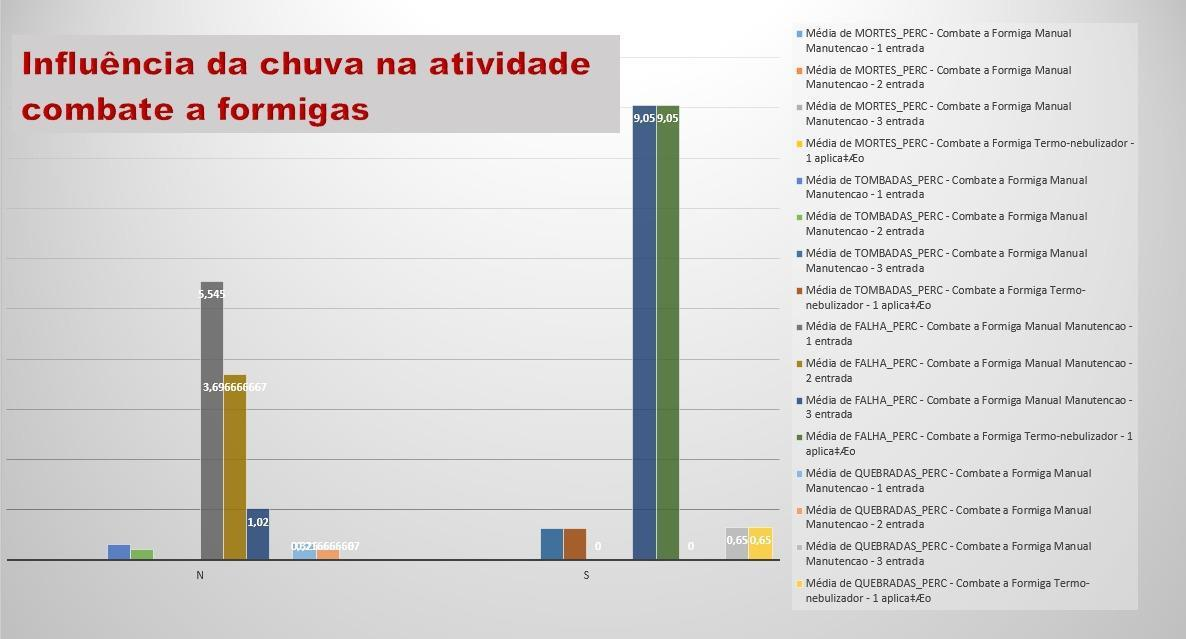 Influência da chuva na atividade
combate a formigas
9,05 9,05
5,545
3,696666667
1,02
0
0
0,65 0,65
N
S
Média de MORTES_PERC - Combate a Formiga Manual
Manutencao - 1 entrada
Média de MORTES_PERC - Combate a Formiga Manual
Manutencao - 2 entrada
Média de MORTES_PERC - Combate a Formiga Manual
Manutencao - 3 entrada
Média de MORTES_PERC - Combate a Formiga Termo-nebulizador -
1 aplica‡Æo
Média de TOMBADAS_PERC - Combate a Formiga Manual
Manutencao - 1 entrada
Média de TOMBADAS_PERC - Combate a Formiga Manual
Manutencao - 2 entrada
Média de TOMBADAS_PERC - Combate a Formiga Manual
Manutencao - 3 entrada
Média de TOMBADAS_PERC - Combate a Formiga Termo-
nebulizador - 1 aplica‡Æo
Média de FALHA_PERC - Combate a Formiga Manual Manutencao -
1 entrada
Média de FALHA_PERC - Combate a Formiga Manual Manutencao -
2 entrada
Média de FALHA_PERC - Combate a Formiga Manual Manutencao -
3 entrada
Média de FALHA_PERC - Combate a Formiga Termo-nebulizador - 1
aplica‡Æo
Média de QUEBRADAS_PERC - Combate a Formiga Manual
Manutencao - 1 entrada
Média de QUEBRADAS_PERC - Combate a Formiga Manual
Manutencao - 2 entrada
Média de QUEBRADAS_PERC - Combate a Formiga Manual
Manutencao - 3 entrada
Média de QUEBRADAS_PERC - Combate a Formiga Termo-
nebulizador - 1 aplica‡Æo